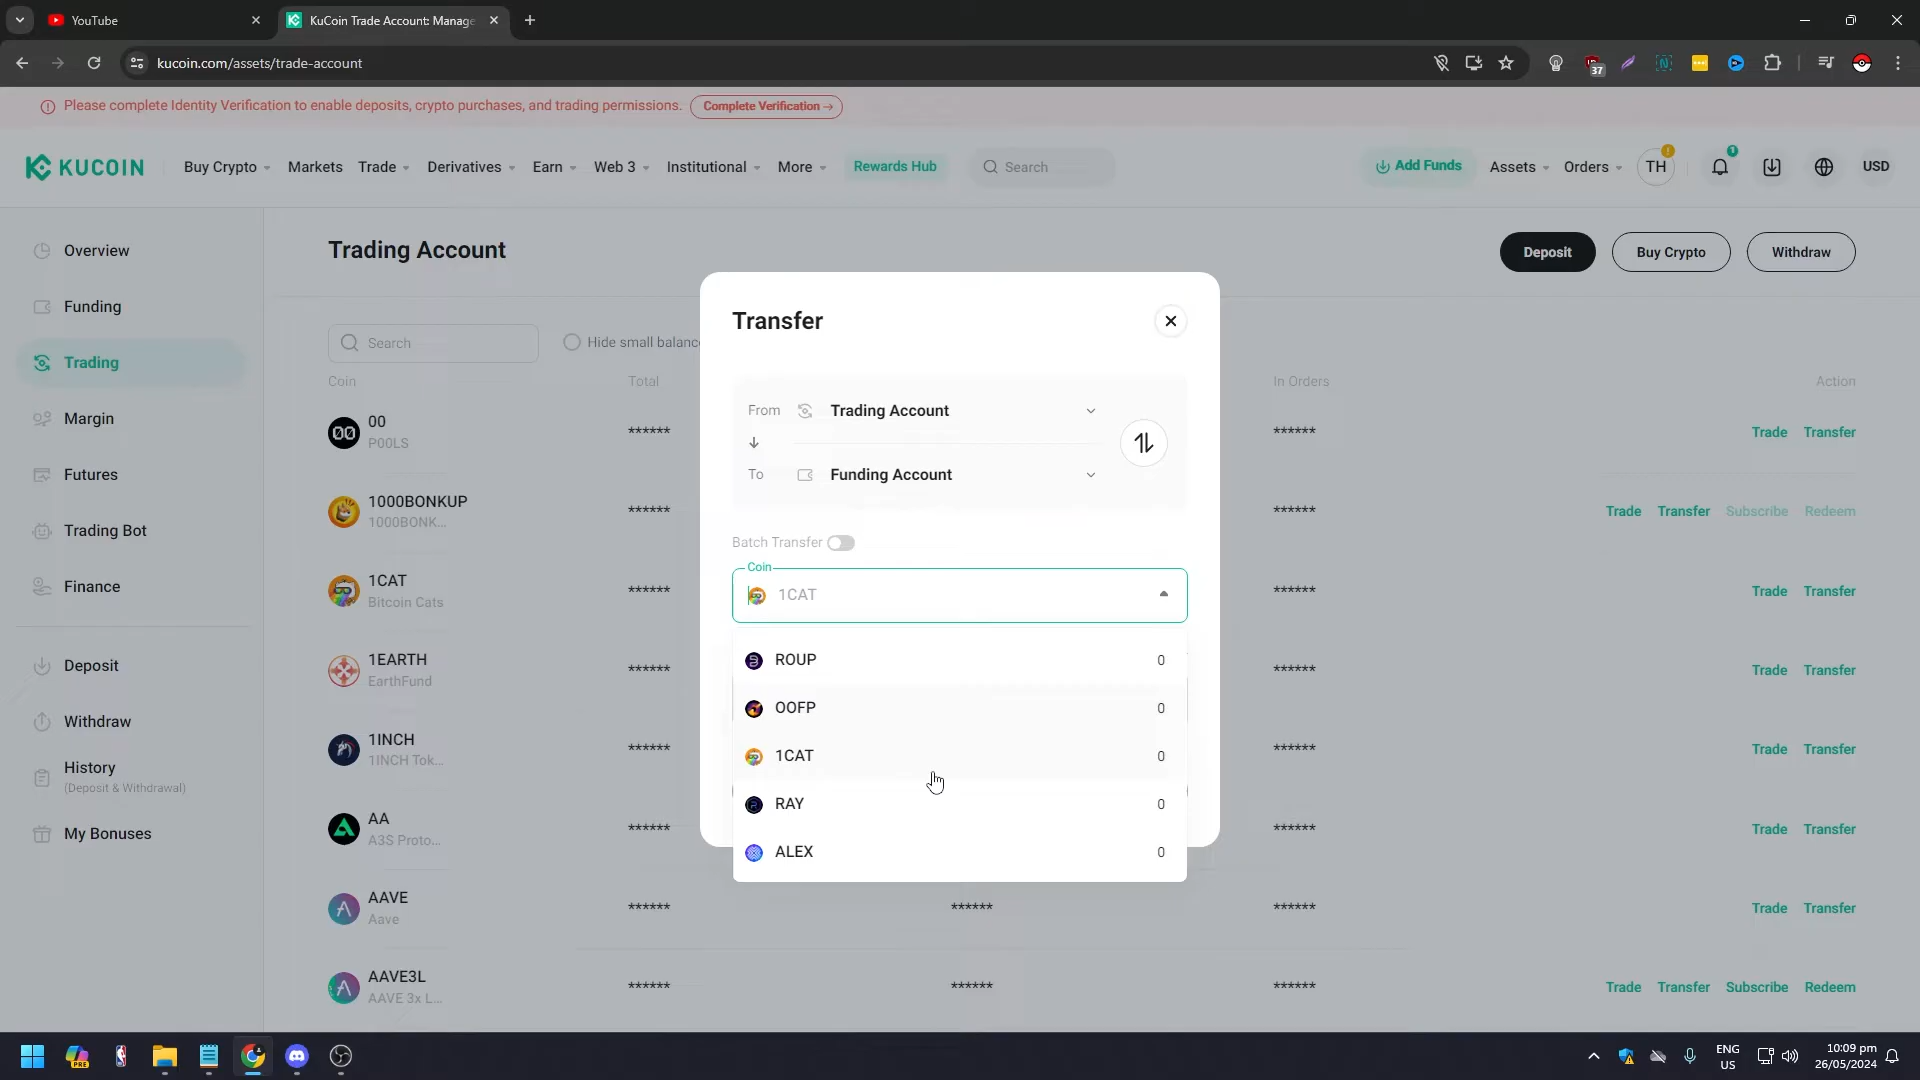 YouTube
KuCoin Trade Account: Manage
kucoin.com/assets/trade-account
37
Please complete Identity Verification to enable deposits, crypto purchases, and trading permissions. Complete Verification →
KUCOIN Buy Crypto Markets Trade Derivatives Earn Web 3 Institutional More Rewards Hub Search Add Funds Assets Orders TH USD
Overview
Funding
Trading
Margin
Futures
Trading Bot
Finance
Deposit
Withdraw
History
(Deposit & Withdrawal)
My Bonuses
Trading Account
Deposit Buy Crypto Withdraw
Search Hide small balanc
Coin Total In Orders Action
00
P00LS
****** ****** Trade Transfer
1000BONKUP
1000BONK...
****** ****** Trade Transfer Subscribe Redeem
1CAT
Bitcoin Cats
****** ****** Trade Transfer
1EARTH
EarthFund
****** ****** Trade Transfer
1INCH
1INCH Tok...
****** ****** Trade Transfer
AA
A3S Proto...
****** ****** Trade Transfer
AAVE
Aave
****** ****** ****** Trade Transfer
AAVE3L
AAVE 3x L...
****** ****** ****** Trade Transfer Subscribe Redeem
Transfer
From Trading Account
To Funding Account
Batch Transfer
Coin
1CAT
ROUP 0
OOFP 0
1CAT 0
RAY 0
ALEX 0
PRE
ENG
US
10:09 pm
26/05/2024